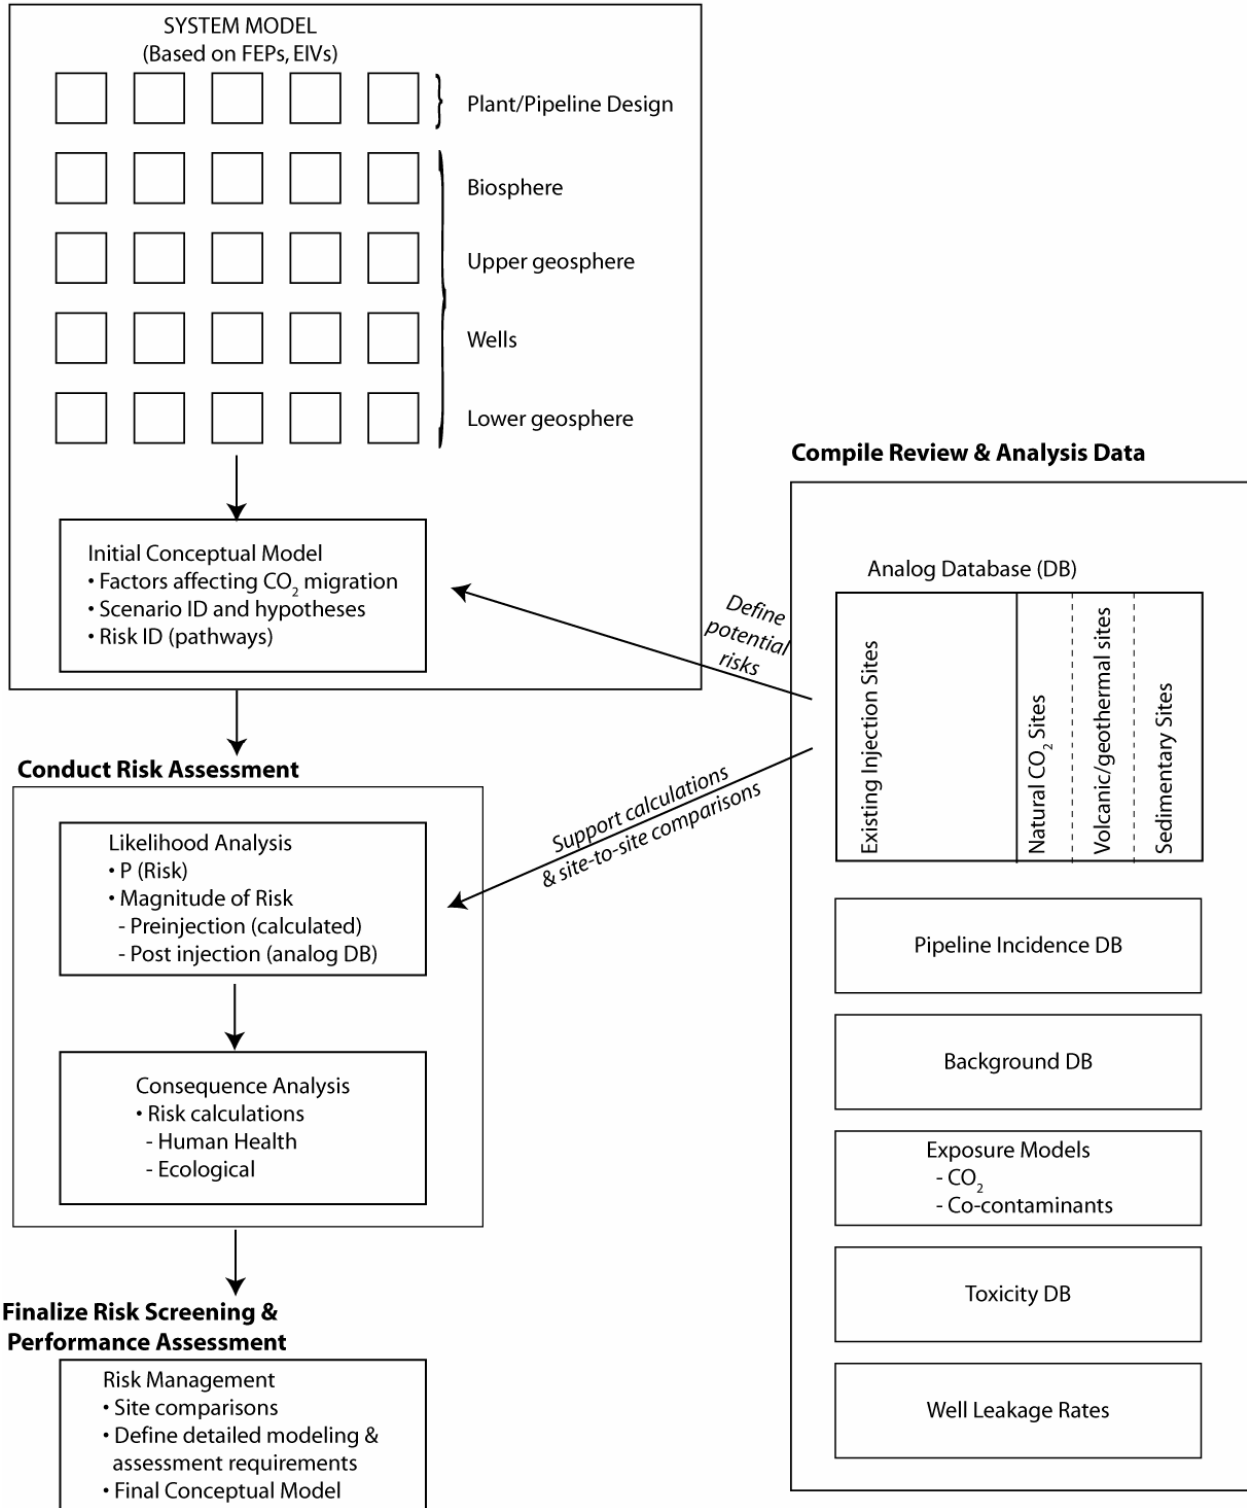 SYSTEM MODEL
(Based on FEPs, EIVs)
Plant/Pipeline Design
Biosphere
Upper geosphere
Wells
Lower geosphere
Initial Conceptual Model
• Factors affecting CO₂ migration
• Scenario ID and hypotheses
• Risk ID (pathways)
Conduct Risk Assessment
Likelihood Analysis
• P (Risk)
• Magnitude of Risk
- Preinjection (calculated)
- Post injection (analog DB)
Consequence Analysis
• Risk calculations
- Human Health
- Ecological
Finalize Risk Screening &
Performance Assessment
Risk Management
• Site comparisons
• Define detailed modeling &
assessment requirements
• Final Conceptual Model
Define
potential
risks
Support calculations
& site-to-site comparisons
Compile Review & Analysis Data
Analog Database (DB)
Existing Injection Sites
Natural CO₂ Sites
Volcanic/geothermal sites
Sedimentary Sites
Pipeline Incidence DB
Background DB
Exposure Models
- CO₂
- Co-contaminants
Toxicity DB
Well Leakage Rates